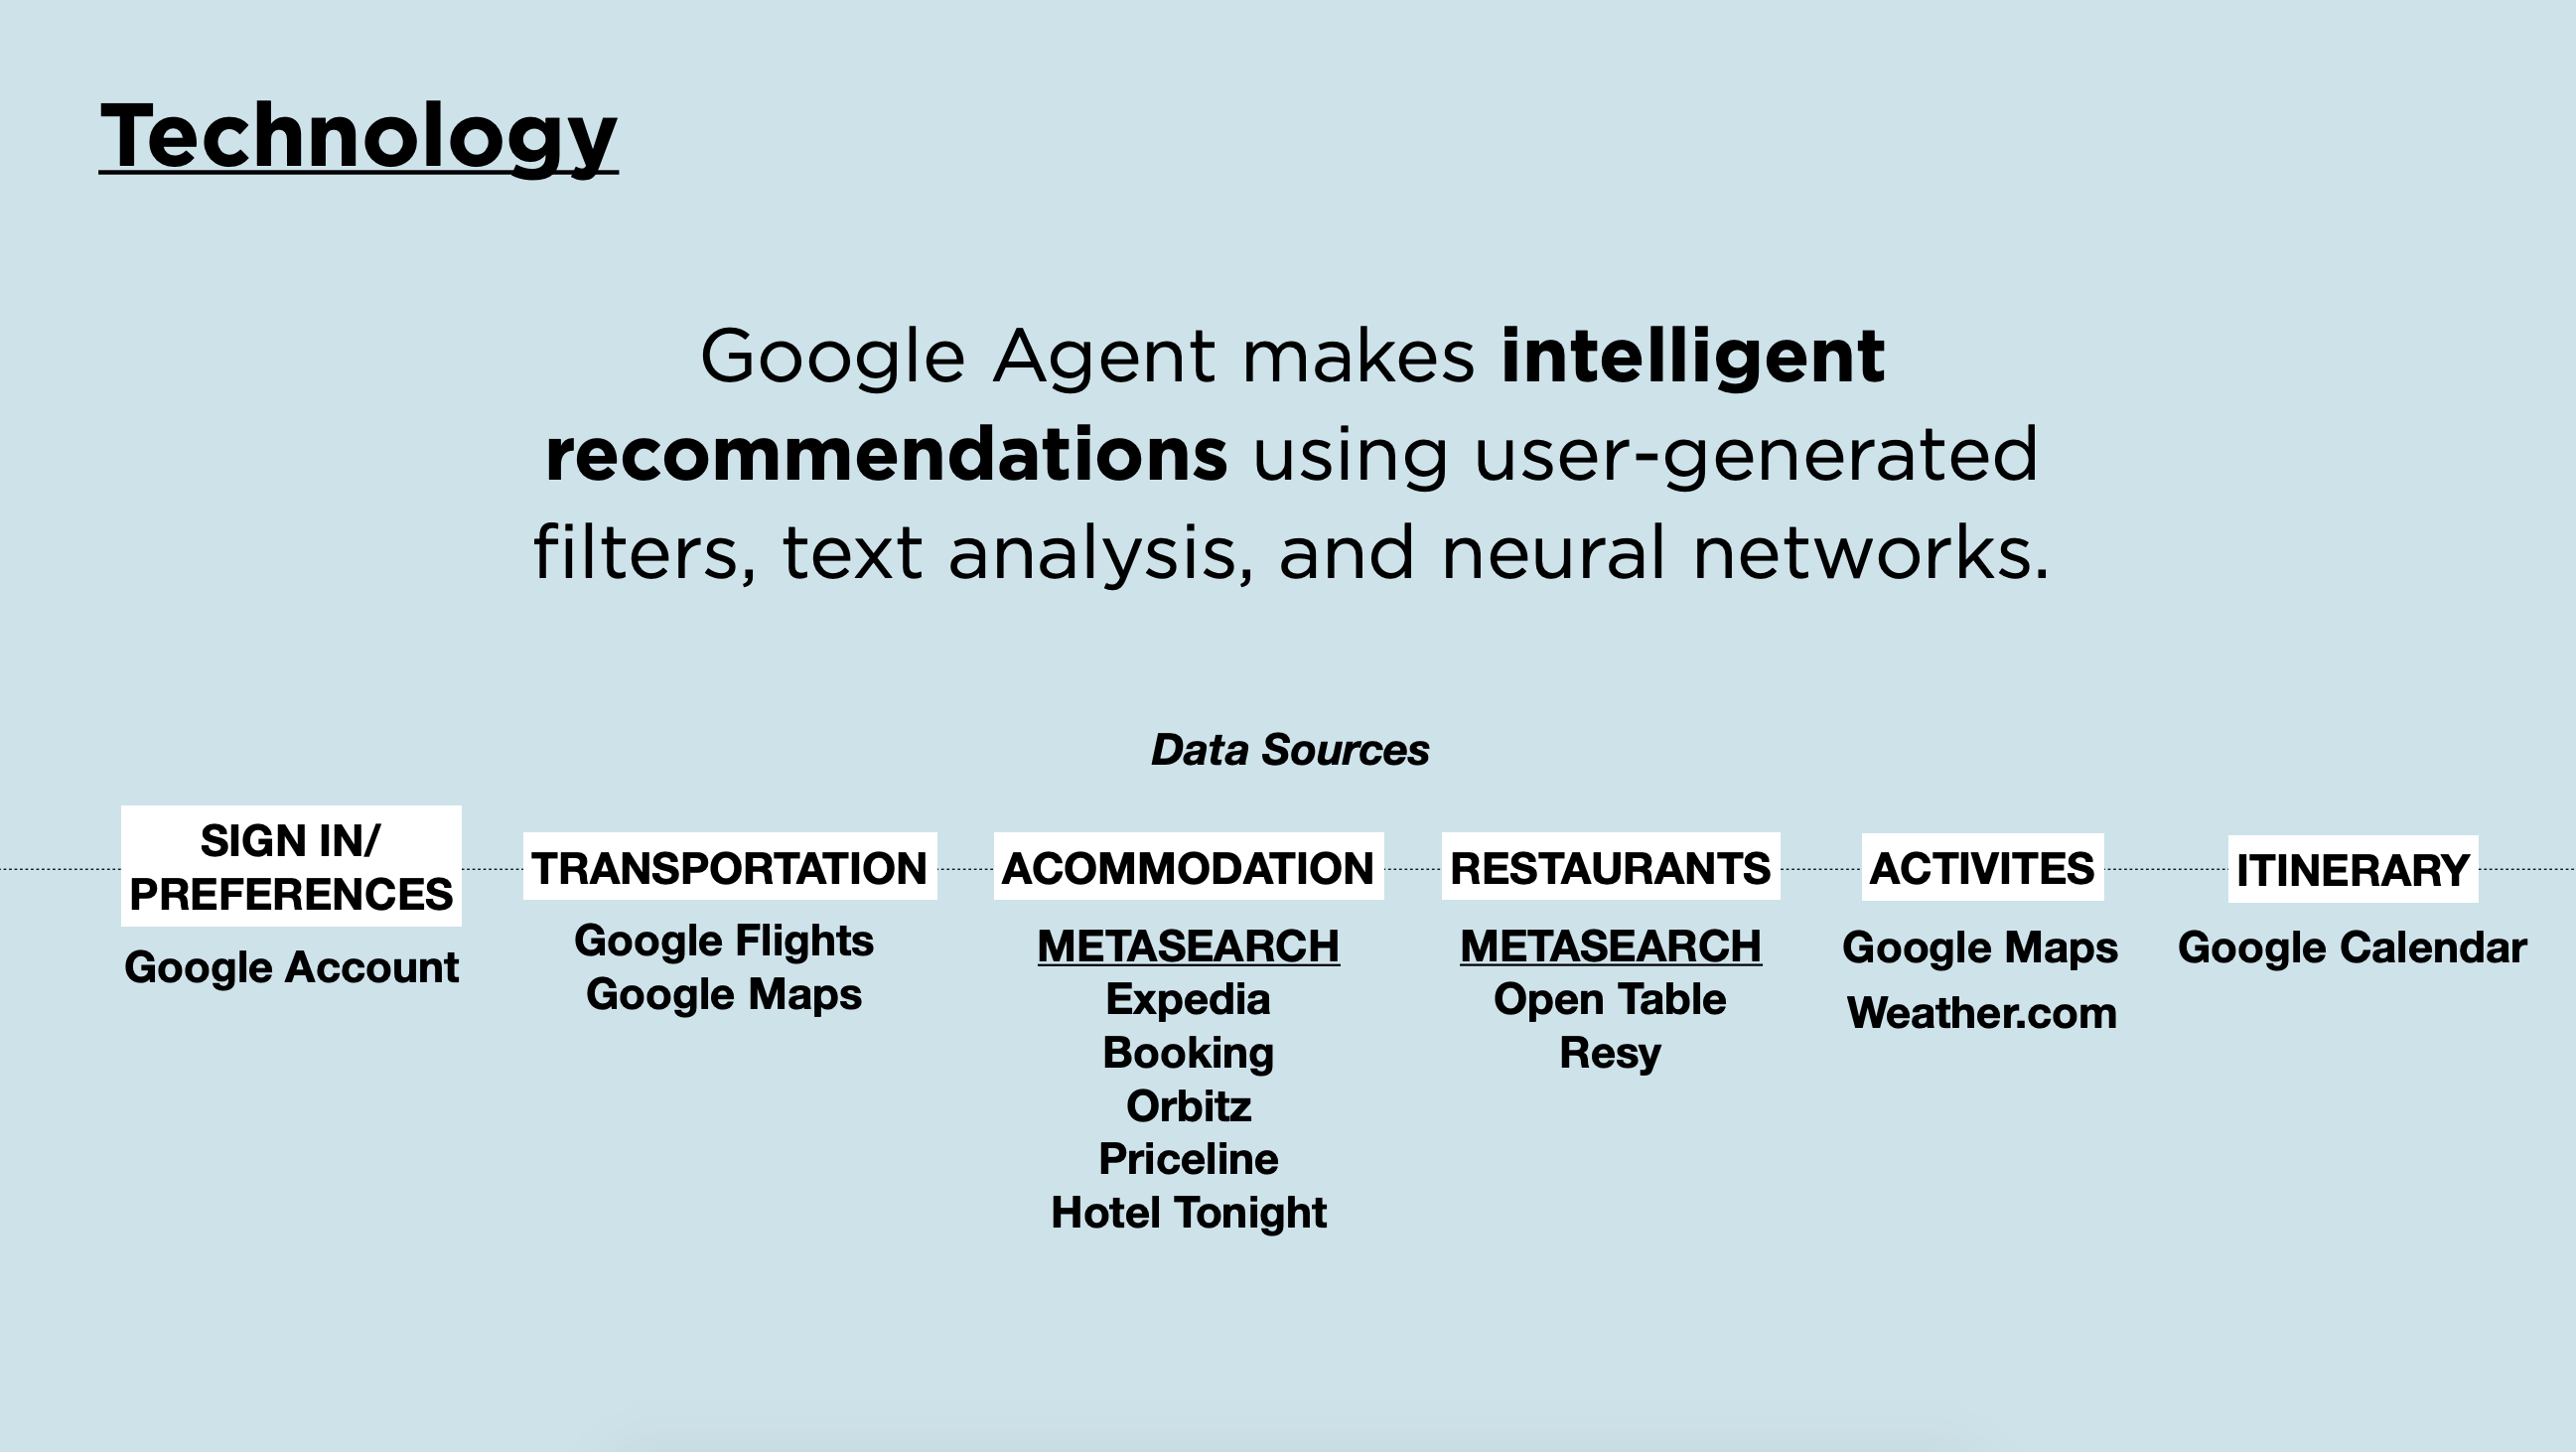 Technology
Google Agent makes intelligent
recommendations using user-generated
filters, text analysis, and neural networks.
Data Sources
SIGN IN/
PREFERENCES
Google Account
TRANSPORTATION
Google Flights
Google Maps
ACOMMODATION
METASEARCH
Expedia
Booking
Orbitz
Priceline
Hotel Tonight
RESTAURANTS
METASEARCH
Open Table
Resy
ACTIVITES
Google Maps
Weather.com
ITINERARY
Google Calendar